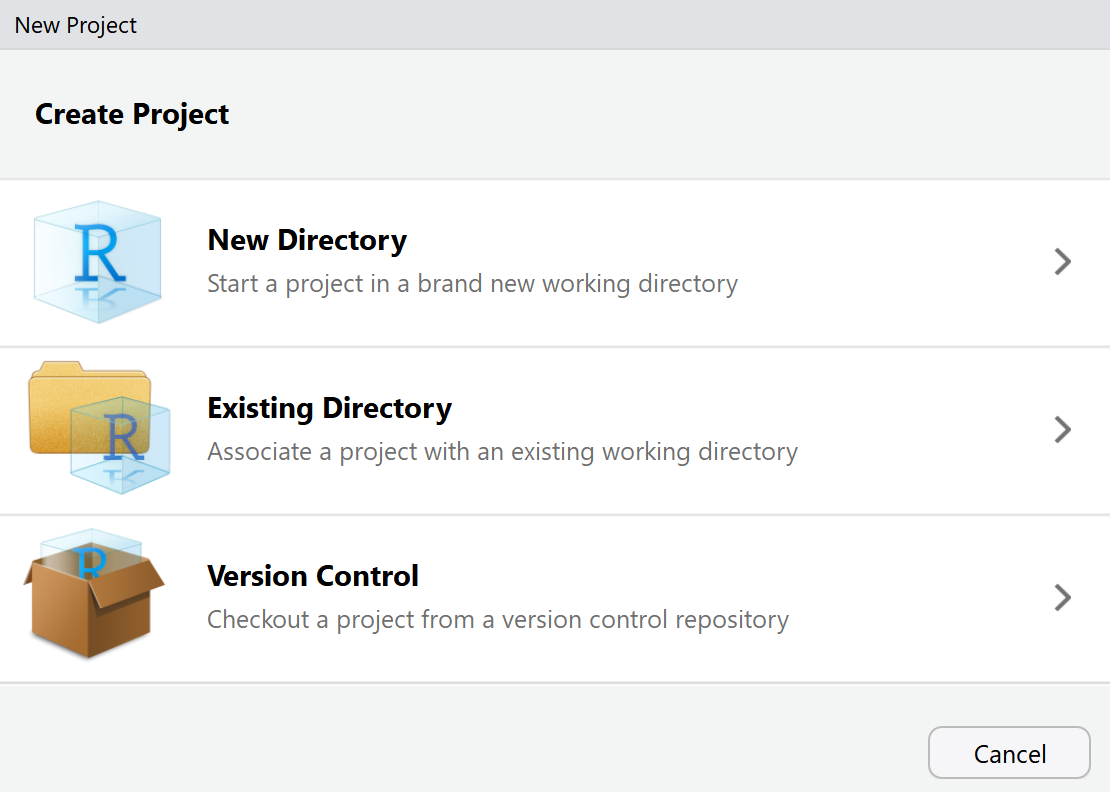 New Project
Create Project
R
New Directory
Start a project in a brand new working directory
R
Existing Directory
Associate a project with an existing working directory
R
Version Control
Checkout a project from a version control repository
Cancel